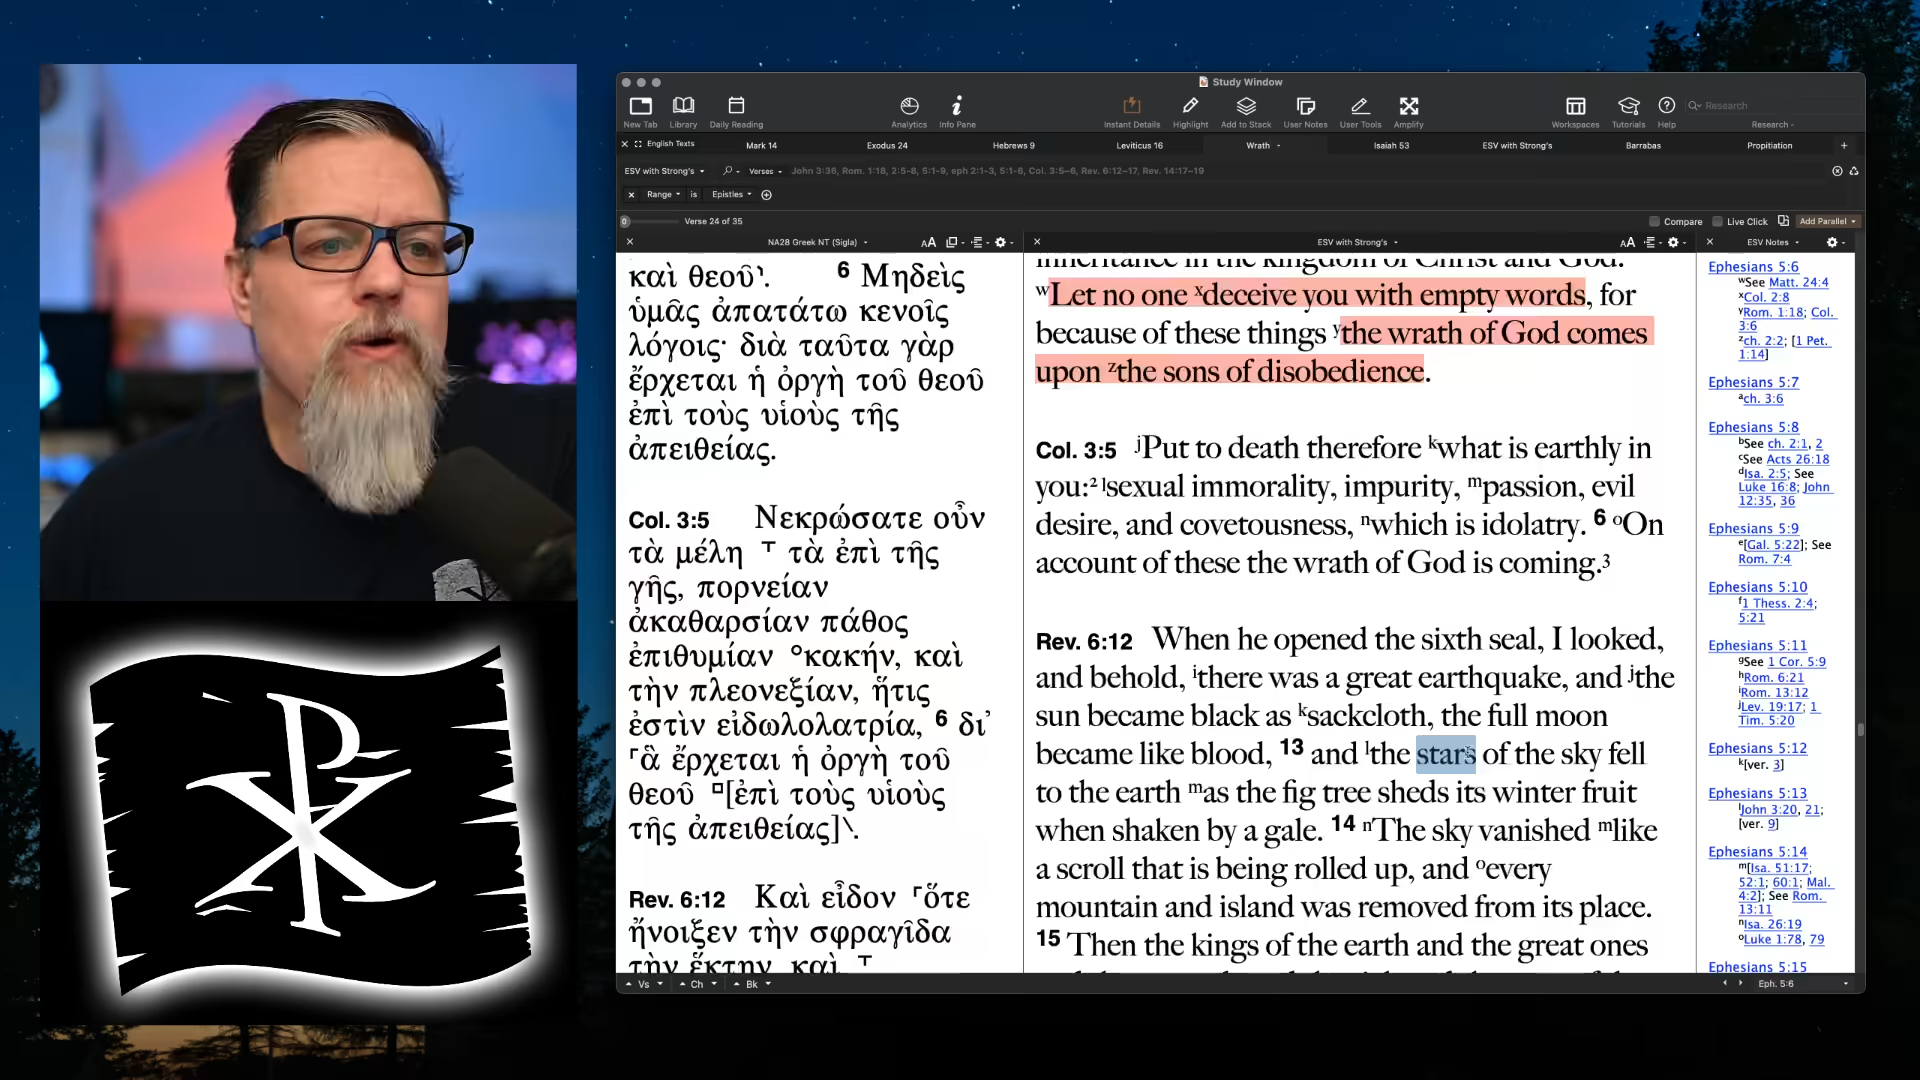 Study Window
New Tab Library Daily Reading Analytics Info Pane Instant Details Highlight Add to Stack User Notes User Tools Amplify Workspaces Tutorials Help Research
Research
English Texts Mark 14 Exodus 24 Hebrews 9 Leviticus 16 Wrath Isaiah 53 ESV with Strong's Barrabas Propitiation
ESV with Strong's Verses John 3:36, Rom. 1:18, 2:5-8, 5:1-9, eph 2:1-3, 5:1-6, Col. 3:5–6, Rev. 6:12–17, Rev. 14:17–19
Range is Epistles
0 Verse 24 of 35 Compare Live Click Add Parallel
NA28 Greek NT (Sigla)
καὶ θεοῦ⸃. 6 Μηδεὶς
ὑμᾶς ἀπατάτω κενοῖς
λόγοις· διὰ ταῦτα γὰρ
ἔρχεται ἡ ὀργὴ τοῦ θεοῦ
ἐπὶ τοὺς υἱοὺς τῆς
ἀπειθείας.
Col. 3:5 Νεκρώσατε οὖν
τὰ μέλη ⸆ τὰ ἐπὶ τῆς
γῆς, πορνείαν
ἀκαθαρσίαν πάθος
ἐπιθυμίαν °κακήν, καὶ
τὴν πλεονεξίαν, ἥτις
ἐστὶν εἰδωλολατρία, 6 δι’
⸀ἃ ἔρχεται ἡ ὀργὴ τοῦ
θεοῦ ⸋[ἐπὶ τοὺς υἱοὺς
τῆς ἀπειθείας]⸌.
Rev. 6:12 Καὶ εἶδον ⸀ὅτε
ἤνοιξεν τὴν σφραγῖδα
τὴν ἕκτην, καὶ ⸆
ESV with Strong's
inheritance in the kingdom of Christ and God.
wLet no one xdeceive you with empty words, for
because of these things ythe wrath of God comes
upon zthe sons of disobedience.
Col. 3:5 jPut to death therefore kwhat is earthly in
you:2 lsexual immorality, impurity, mpassion, evil
desire, and covetousness, nwhich is idolatry. 6 oOn
account of these the wrath of God is coming.3
Rev. 6:12 When he opened the sixth seal, I looked,
and behold, ithere was a great earthquake, and jthe
sun became black as ksackcloth, the full moon
became like blood, 13 and lthe stars of the sky fell
to the earth mas the fig tree sheds its winter fruit
when shaken by a gale. 14 nThe sky vanished mlike
a scroll that is being rolled up, and oevery
mountain and island was removed from its place.
15 Then the kings of the earth and the great ones
ESV Notes
Ephesians 5:6
wSee Matt. 24:4
xCol. 2:8
yRom. 1:18; Col.
3:6
zch. 2:2; [1 Pet.
1:14]
Ephesians 5:7
ach. 3:6
Ephesians 5:8
bSee ch. 2:1, 2
cSee Acts 26:18
dIsa. 2:5; See
Luke 16:8; John
12:35, 36
Ephesians 5:9
e[Gal. 5:22]; See
Rom. 7:4
Ephesians 5:10
f1 Thess. 2:4;
5:21
Ephesians 5:11
gSee 1 Cor. 5:9
hRom. 6:21
iRom. 13:12
jLev. 19:17; 1
Tim. 5:20
Ephesians 5:12
k[ver. 3]
Ephesians 5:13
lJohn 3:20, 21;
[ver. 9]
Ephesians 5:14
m[Isa. 51:17;
52:1; 60:1; Mal.
4:2]; See Rom.
13:11
nIsa. 26:19
oLuke 1:78, 79
Ephesians 5:15
Vs Ch Bk Eph. 5:6